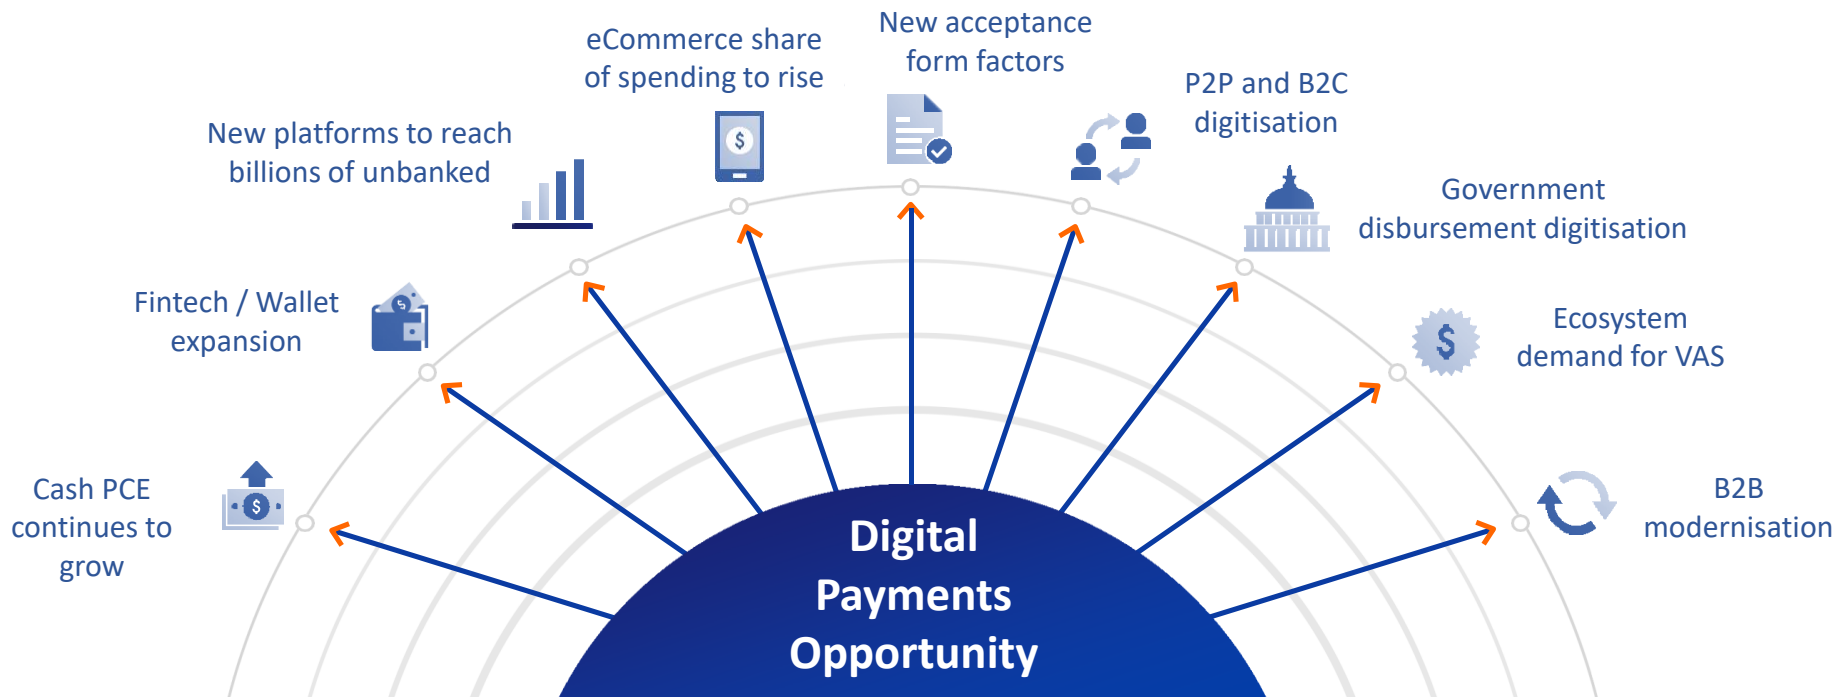 Cash PCE
continues to
grow
Fintech / Wallet
expansion
New platforms to reach
billions of unbanked
eCommerce share
of spending to rise
New acceptance
form factors
P2P and B2C
digitisation
Government
disbursement digitisation
Ecosystem
demand for VAS
B2B
modernisation
Digital
Payments
Opportunity